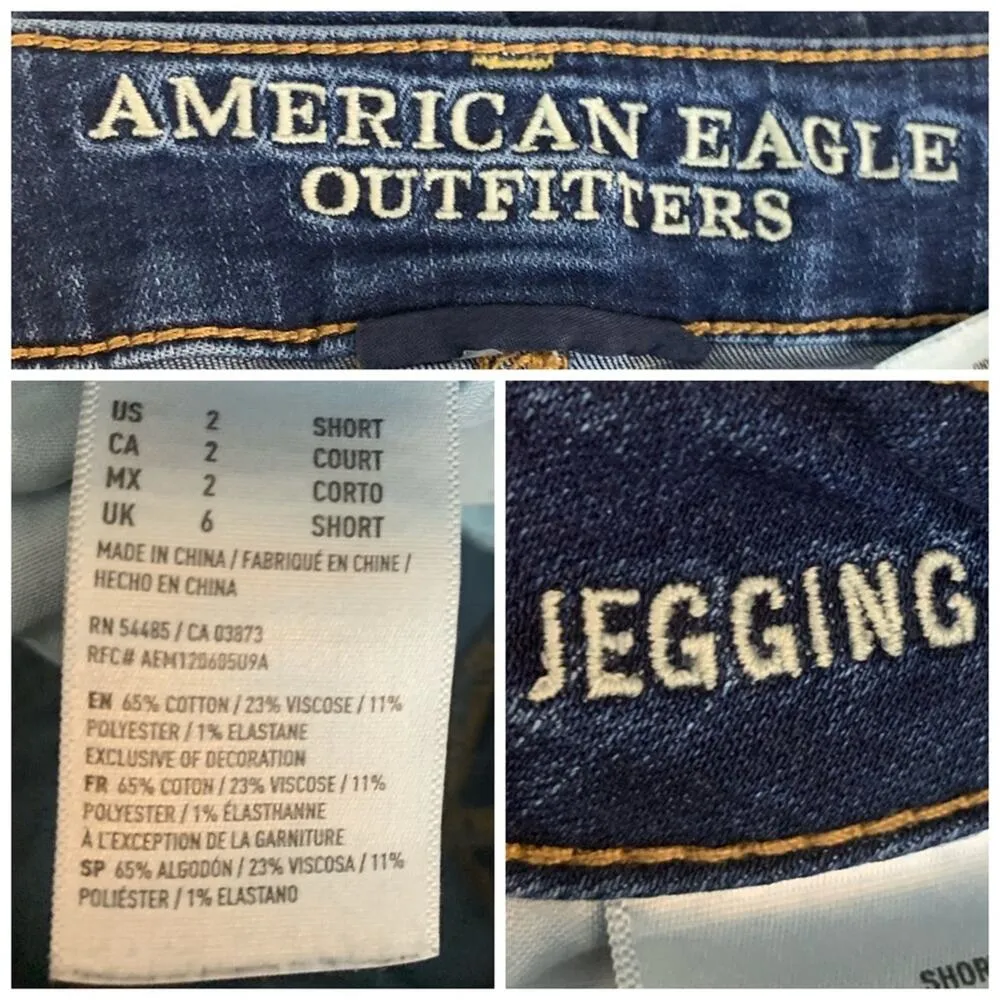 AMERICAN EAGLE
OUTFITTERS
US 2 SHORT
CA 2 COURT
MX 2 CORTO
UK 6 SHORT
MADE IN CHINA / FABRIQUÉ EN CHINE /
HECHO EN CHINA
RN 54485 / CA 03873
RFC# AEM120605U9A
EN 65% COTTON / 23% VISCOSE / 11%
POLYESTER / 1% ELASTANE
EXCLUSIVE OF DECORATION
FR 65% COTON / 23% VISCOSE / 11%
POLYESTER / 1% ÉLASTHANNE
À L'EXCEPTION DE LA GARNITURE
SP 65% ALGODÓN / 23% VISCOSA / 11%
POLIÉSTER / 1% ELASTANO
JEGGING
SHOR